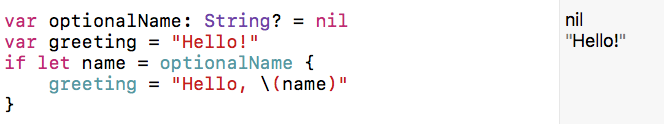 var optionalName: String? = nil
nil
var greeting = "Hello!"
"Hello!"
if let name = optionalName {
    greeting = "Hello, \(name)"
}